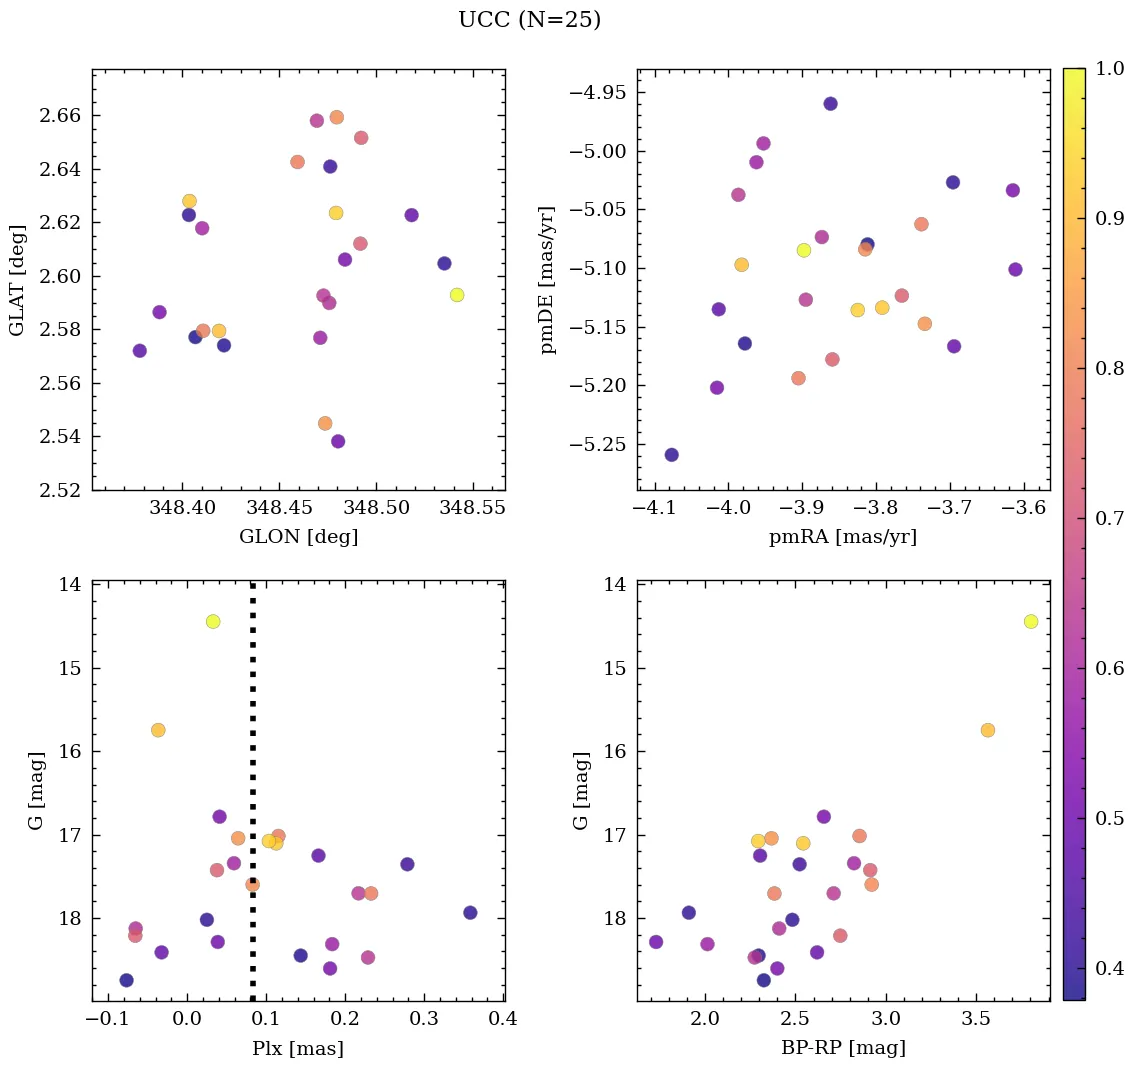 UCC (N=25)
2.66
2.64
2.62
2.60
2.58
2.56
2.54
2.52
GLAT [deg]
348.40 348.45 348.50 348.55
GLON [deg]
−4.95
−5.00
−5.05
−5.10
−5.15
−5.20
−5.25
pmDE [mas/yr]
−4.1 −4.0 −3.9 −3.8 −3.7 −3.6
pmRA [mas/yr]
1.0
0.9
0.8
0.7
0.6
0.5
0.4
14
15
16
17
18
G [mag]
−0.1 0.0 0.1 0.2 0.3 0.4
Plx [mas]
14
15
16
17
18
G [mag]
2.0 2.5 3.0 3.5
BP-RP [mag]